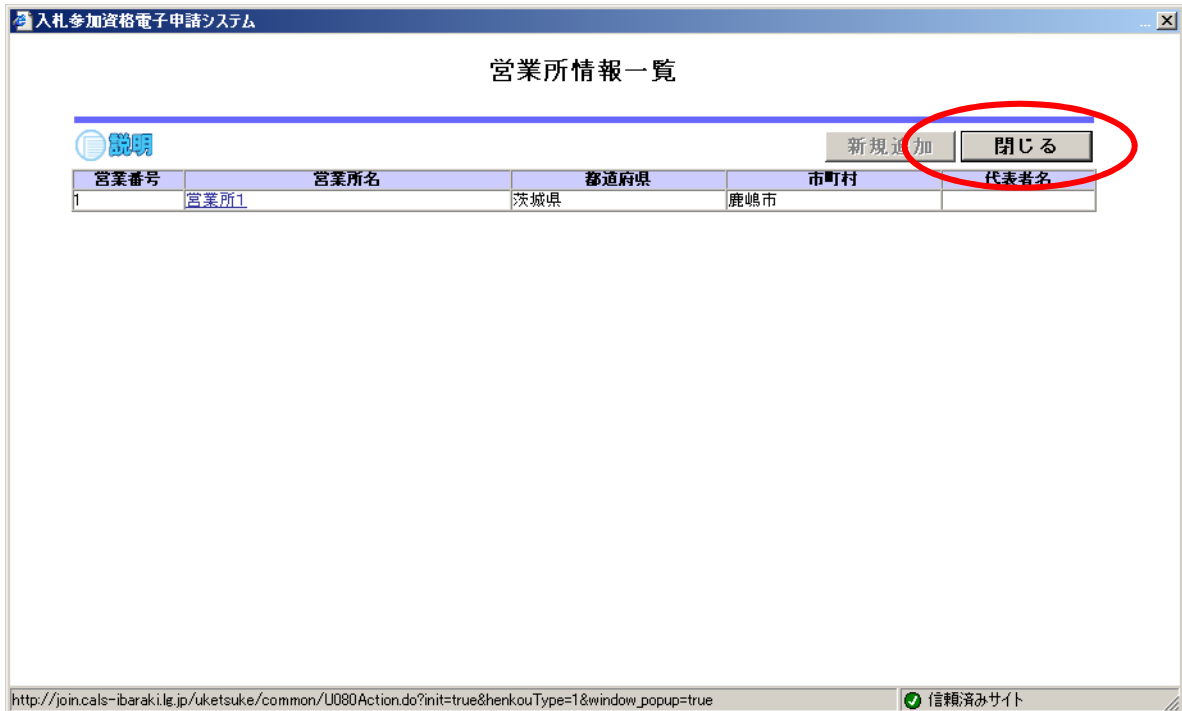 入札参加資格電子申請システム ...
営業所情報一覧
説明 新規追加 閉じる
営業番号 営業所名 都道府県 市町村 代表者名
1 営業所1 茨城県 鹿嶋市
http://join.cals-ibaraki.lg.jp/uketsuke/common/U080Action.do?init=true&henkouType=1&window_popup=true 信頼済みサイト